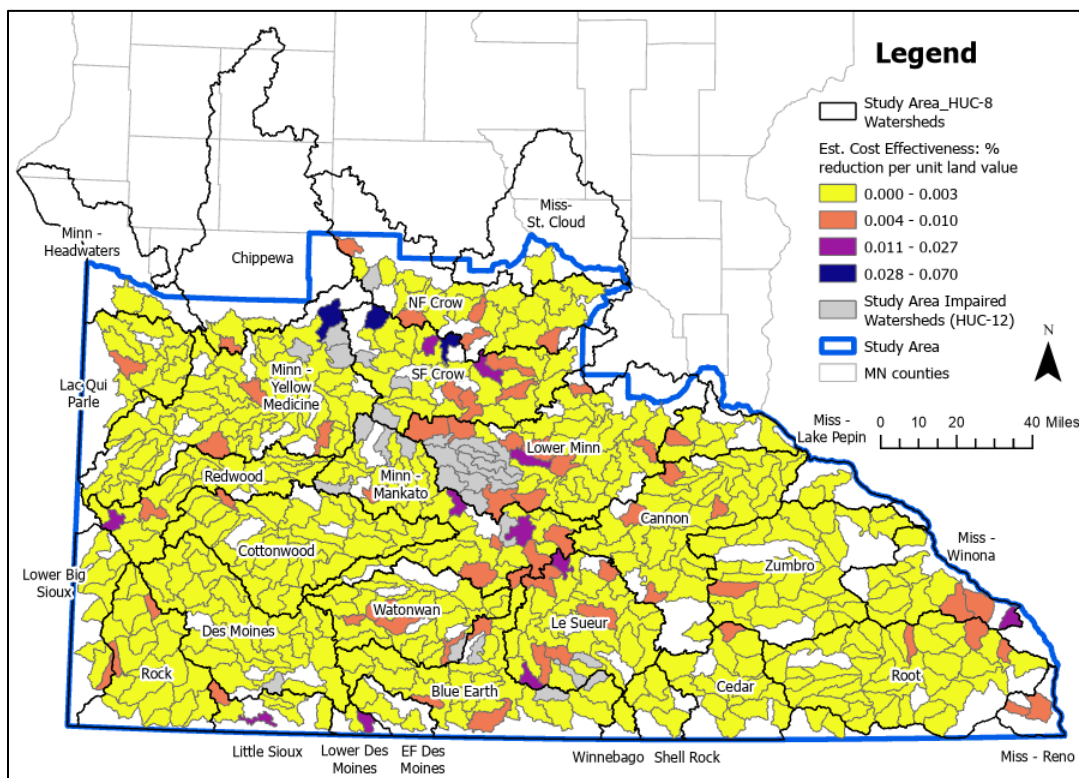 Legend
Study Area_HUC-8
Watersheds
Est. Cost Effectiveness: %
reduction per unit land value
0.000 - 0.003
0.004 - 0.010
0.011 - 0.027
0.028 - 0.070
Study Area Impaired
Watersheds (HUC-12)
Study Area
MN counties
N
0 10 20 40 Miles
Miss-
St. Cloud
Minn -
Headwaters
Chippewa
NF Crow
Lac Qui
Parle
Minn -
Yellow
Medicine
SF Crow
Miss -
Lake Pepin
Lower Minn
Redwood
Minn -
Mankato
Cannon
Cottonwood
Miss -
Winona
Zumbro
Lower Big
Sioux
Watonwan
Des Moines
Le Sueur
Rock
Blue Earth
Cedar
Root
Little Sioux
Lower Des
Moines
EF Des
Moines
Winnebago
Shell Rock
Miss - Reno